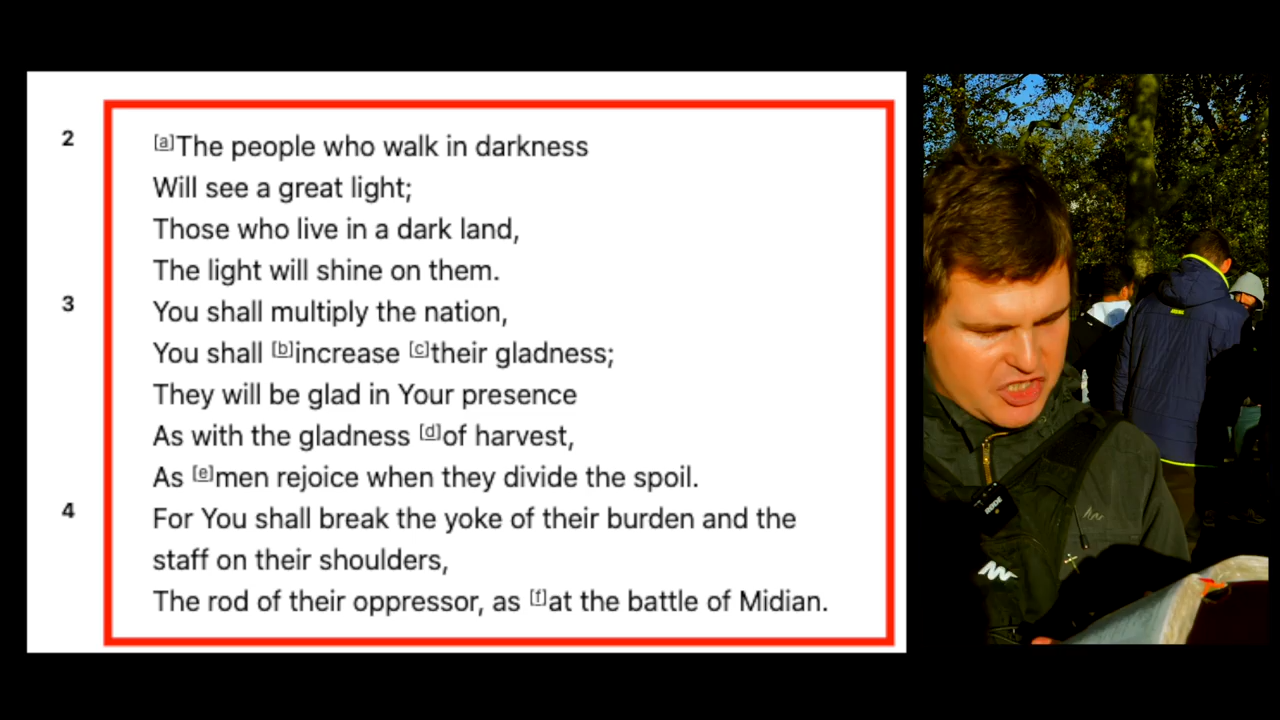 2 [a]The people who walk in darkness
Will see a great light;
Those who live in a dark land,
The light will shine on them.
3 You shall multiply the nation,
You shall [b]increase [c]their gladness;
They will be glad in Your presence
As with the gladness [d]of harvest,
As [e]men rejoice when they divide the spoil.
4 For You shall break the yoke of their burden and the
staff on their shoulders,
The rod of their oppressor, as [f]at the battle of Midian.